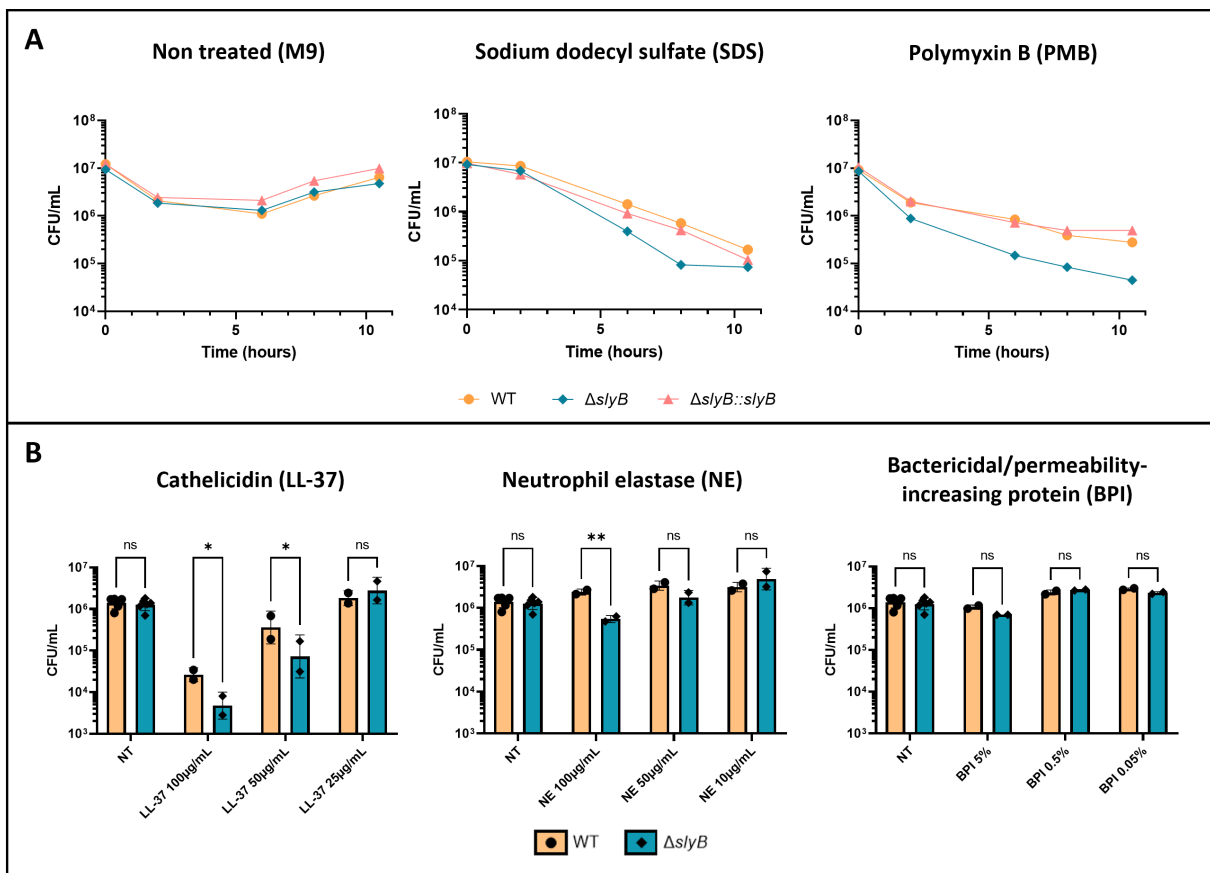 A
Non treated (M9)
Sodium dodecyl sulfate (SDS)
Polymyxin B (PMB)
CFU/mL
10⁸
10⁷
10⁶
10⁵
10⁴
0
5
10
Time (hours)
CFU/mL
10⁸
10⁷
10⁶
10⁵
10⁴
0
5
10
Time (hours)
CFU/mL
10⁸
10⁷
10⁶
10⁵
10⁴
0
5
10
Time (hours)
WT
ΔslyB
ΔslyB::slyB
B
Cathelicidin (LL-37)
Neutrophil elastase (NE)
Bactericidal/permeability-
increasing protein (BPI)
ns
*
*
ns
CFU/mL
10⁷
10⁶
10⁵
10⁴
10³
NT
LL-37 100µg/mL
LL-37 50µg/mL
LL-37 25µg/mL
ns
**
ns
ns
CFU/mL
10⁷
10⁶
10⁵
10⁴
10³
NT
NE 100µg/mL
NE 50µg/mL
NE 10µg/mL
ns
ns
ns
ns
CFU/mL
10⁷
10⁶
10⁵
10⁴
10³
NT
BPI 5%
BPI 0.5%
BPI 0.05%
WT
ΔslyB